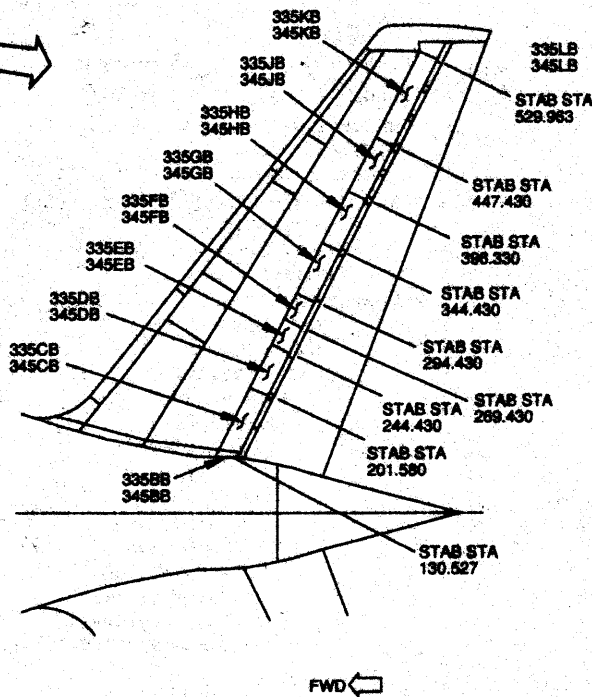 335KB
345KB
335LB
345LB
335JB
345JB
STAB STA
529.963
335HB
345HB
335GB
345GB
STAB STA
447.430
335FB
345FB
STAB STA
396.330
335EB
345EB
STAB STA
344.430
335DB
345DB
STAB STA
294.430
335CB
345CB
STAB STA
269.430
STAB STA
244.430
STAB STA
201.580
335BB
345BB
STAB STA
130.527
FWD